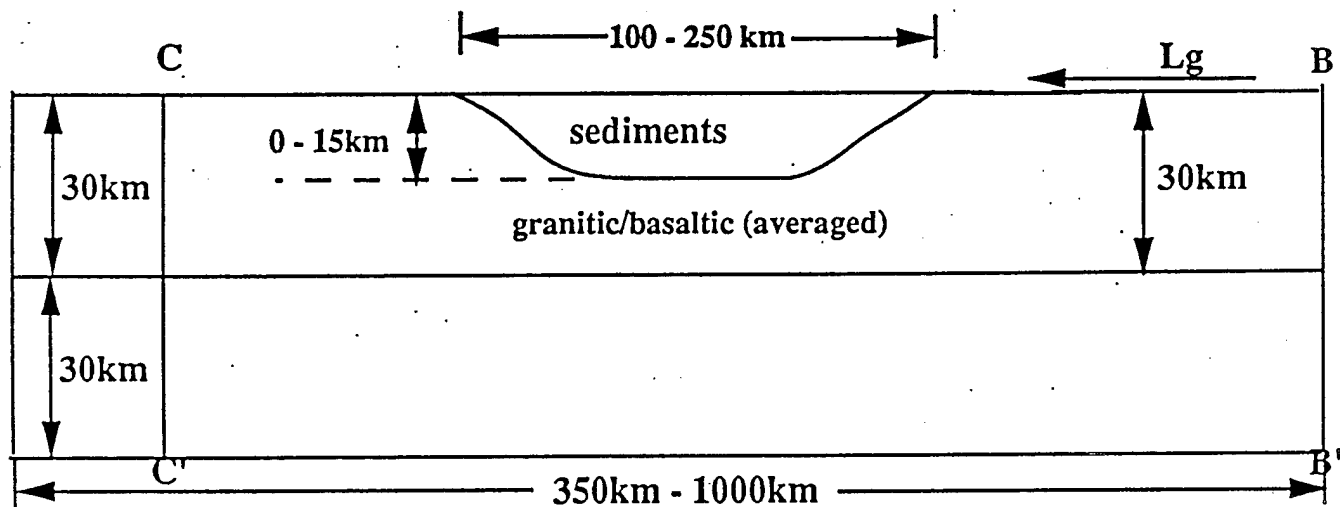 100 - 250 km
C
Lg
B
0 - 15km
sediments
30km
30km
granitic/basaltic (averaged)
30km
C'
B'
350km - 1000km